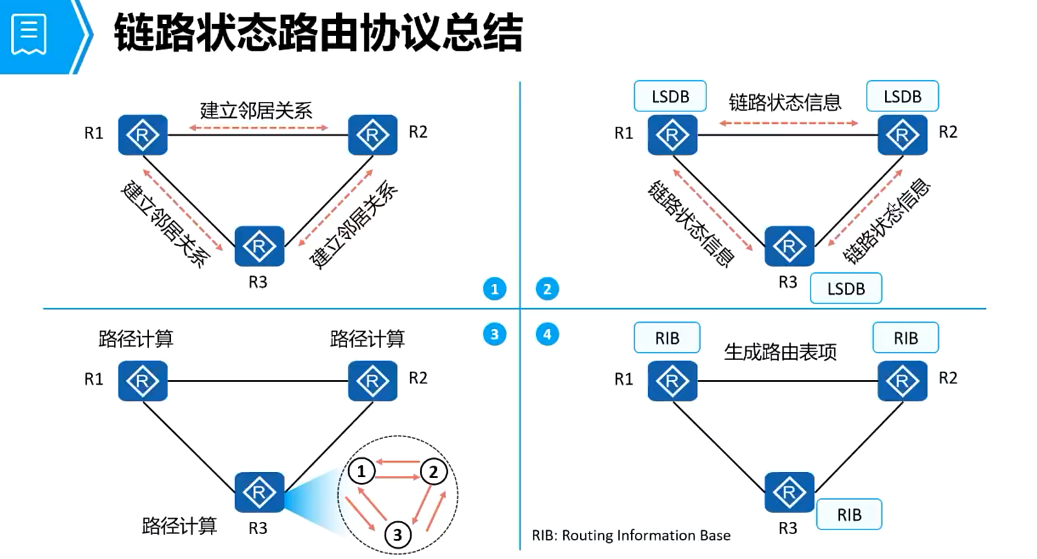 链路状态路由协议总结
建立邻居关系
R1
R2
建立邻居关系
建立邻居关系
R3
1
LSDB
LSDB
链路状态信息
R1
R2
链路状态信息
链路状态信息
R3
LSDB
2
路径计算
路径计算
3
R1
R2
1
2
3
路径计算
R3
4
RIB
RIB
生成路由表项
R1
R2
RIB
R3
RIB: Routing Information Base